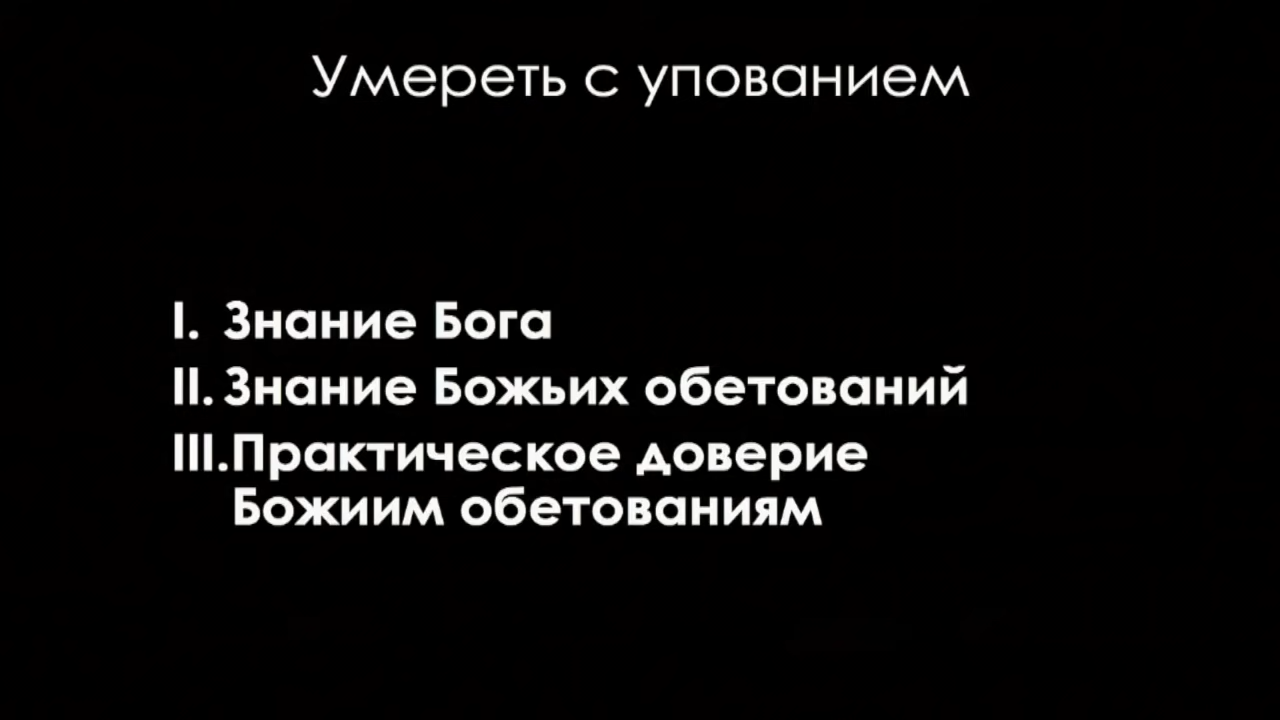 Умереть с упованием
I. Знание Бога
II. Знание Божьих обетований
III.Практическое доверие
Божиим обетованиям